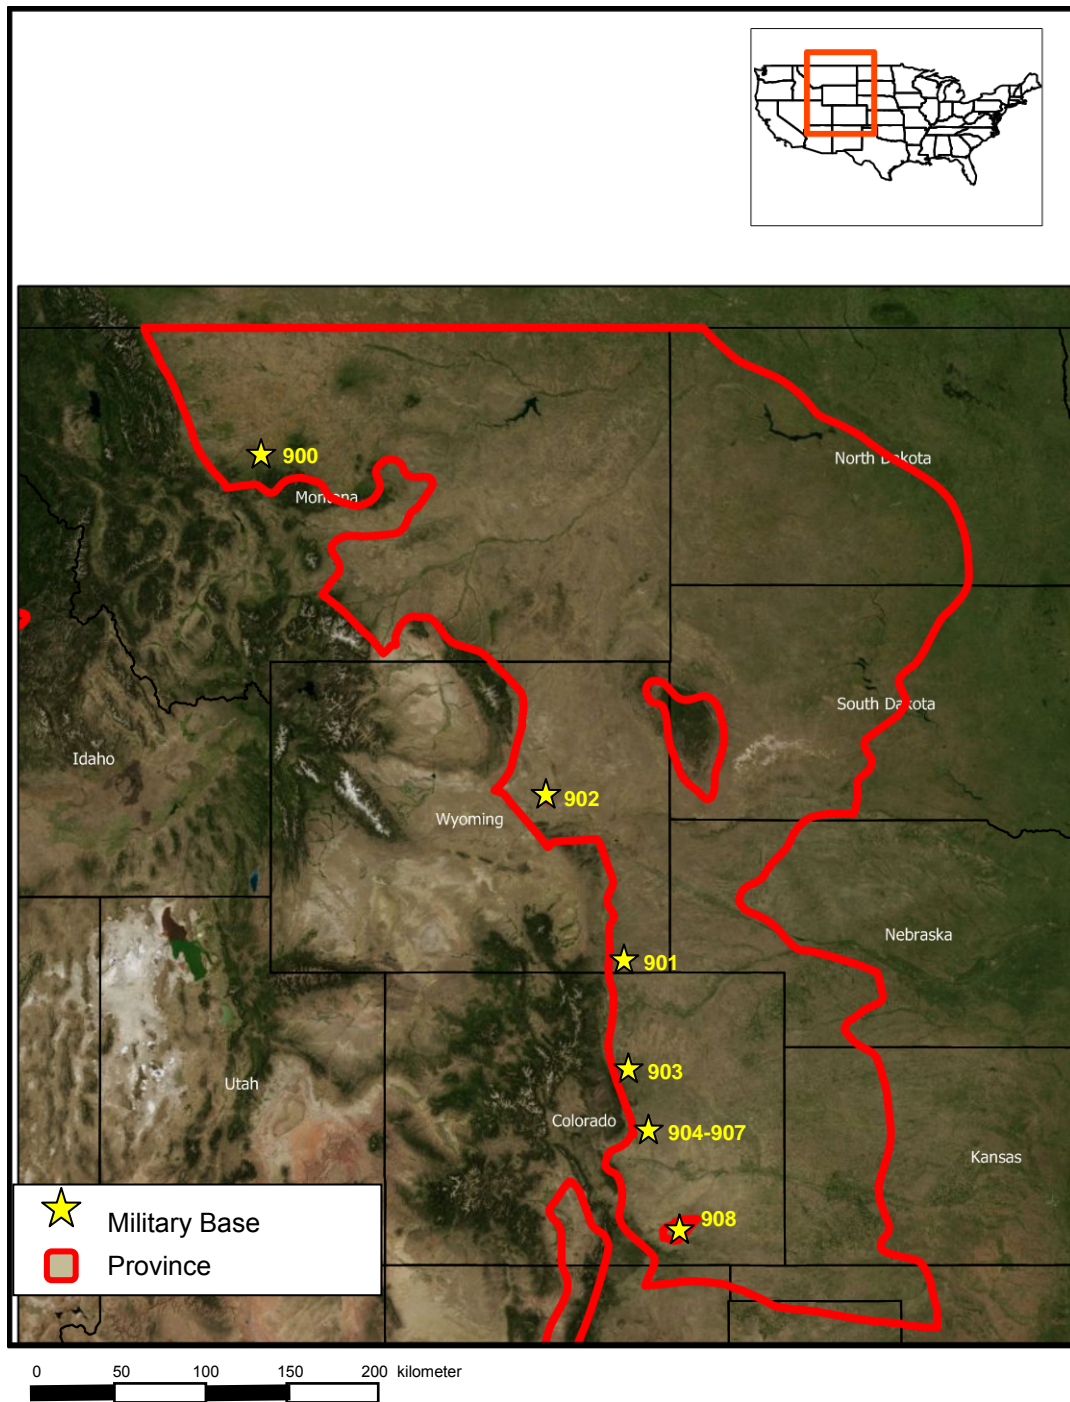 900
Montana
North Dakota
South Dakota
Idaho
902
Wyoming
Nebraska
901
903
Utah
Colorado
904-907
Kansas
908
Military Base
Province
0 50 100 150 200 kilometer